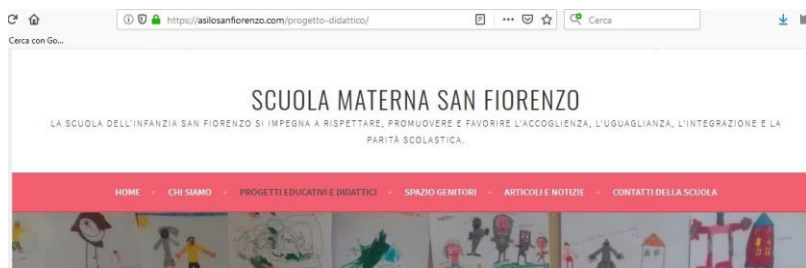 https://asilosanfiorenzo.com/progetto-didattico/
Cerca
Cerca con Go...
SCUOLA MATERNA SAN FIORENZO
LA SCUOLA DELL'INFANZIA SAN FIORENZO SI IMPEGNA A RISPETTARE, PROMUOVERE E FAVORIRE L'ACCOGLIENZA, L'UGUAGLIANZA, L'INTEGRAZIONE E LA
PARITÀ SCOLASTICA.
HOME CHI SIAMO PROGETTI EDUCATIVI E DIDATTICI SPAZIO GENITORI ARTICOLI E NOTIZIE CONTATTI DELLA SCUOLA